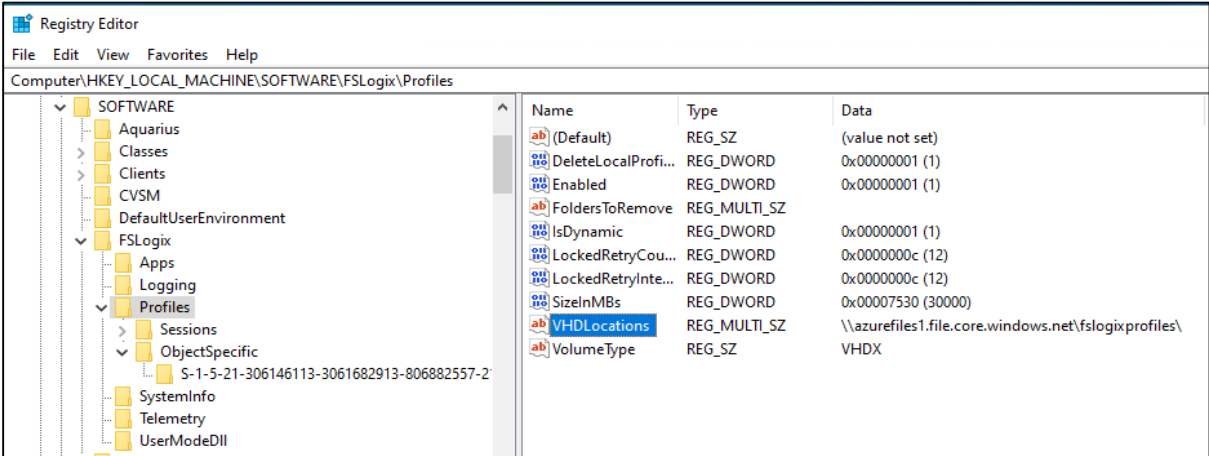 Registry Editor
File Edit View Favorites Help
Computer\HKEY_LOCAL_MACHINE\SOFTWARE\FSLogix\Profiles
SOFTWARE
Aquarius
Classes
Clients
CVSM
DefaultUserEnvironment
FSLogix
Apps
Logging
Profiles
Sessions
ObjectSpecific
S-1-5-21-306146113-3061682913-806882557-2
SystemInfo
Telemetry
UserModeDll
Name Type Data
(Default) REG_SZ (value not set)
DeleteLocalProfi... REG_DWORD 0x00000001 (1)
Enabled REG_DWORD 0x00000001 (1)
FoldersToRemove REG_MULTI_SZ
IsDynamic REG_DWORD 0x00000001 (1)
LockedRetryCou... REG_DWORD 0x0000000c (12)
LockedRetryInte... REG_DWORD 0x0000000c (12)
SizeInMBs REG_DWORD 0x00007530 (30000)
VHDLocations REG_MULTI_SZ \\azurefiles1.file.core.windows.net\fslogixprofiles\
VolumeType REG_SZ VHDX